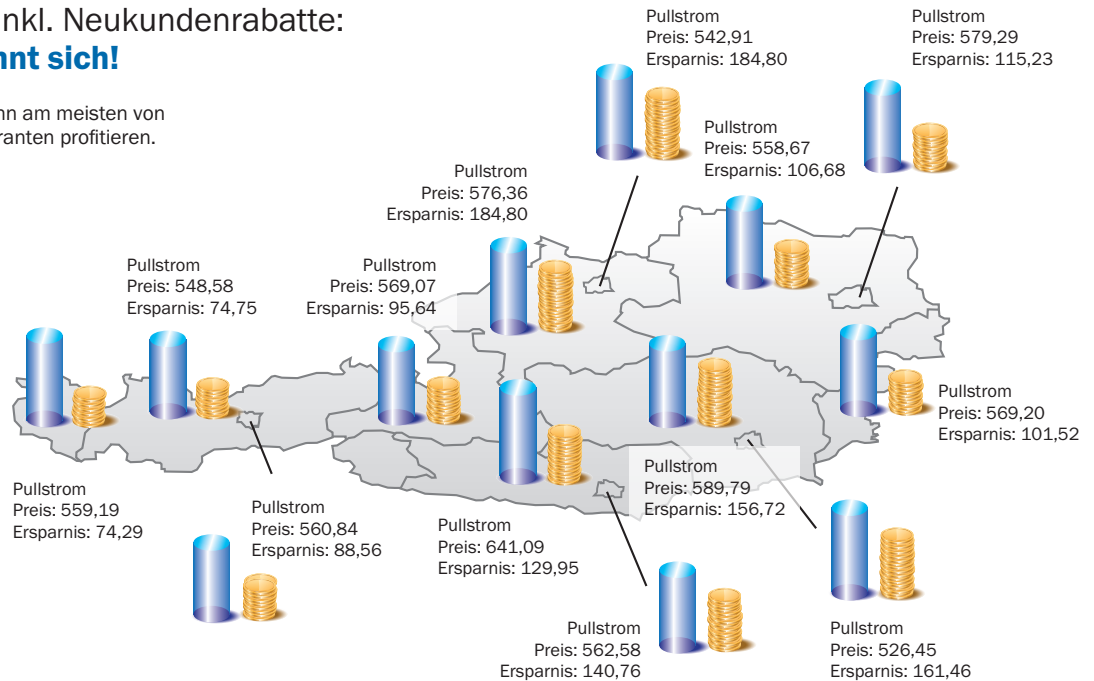 nkl. Neukundenrabatte:
nnt sich!
nn am meisten von
ranten profitieren.
Pullstrom
Preis: 542,91
Ersparnis: 184,80
Pullstrom
Preis: 579,29
Ersparnis: 115,23
Pullstrom
Preis: 558,67
Ersparnis: 106,68
Pullstrom
Preis: 576,36
Ersparnis: 184,80
Pullstrom
Preis: 548,58
Ersparnis: 74,75
Pullstrom
Preis: 569,07
Ersparnis: 95,64
Pullstrom
Preis: 569,20
Ersparnis: 101,52
Pullstrom
Preis: 589,79
Ersparnis: 156,72
Pullstrom
Preis: 559,19
Ersparnis: 74,29
Pullstrom
Preis: 560,84
Ersparnis: 88,56
Pullstrom
Preis: 641,09
Ersparnis: 129,95
Pullstrom
Preis: 562,58
Ersparnis: 140,76
Pullstrom
Preis: 526,45
Ersparnis: 161,46